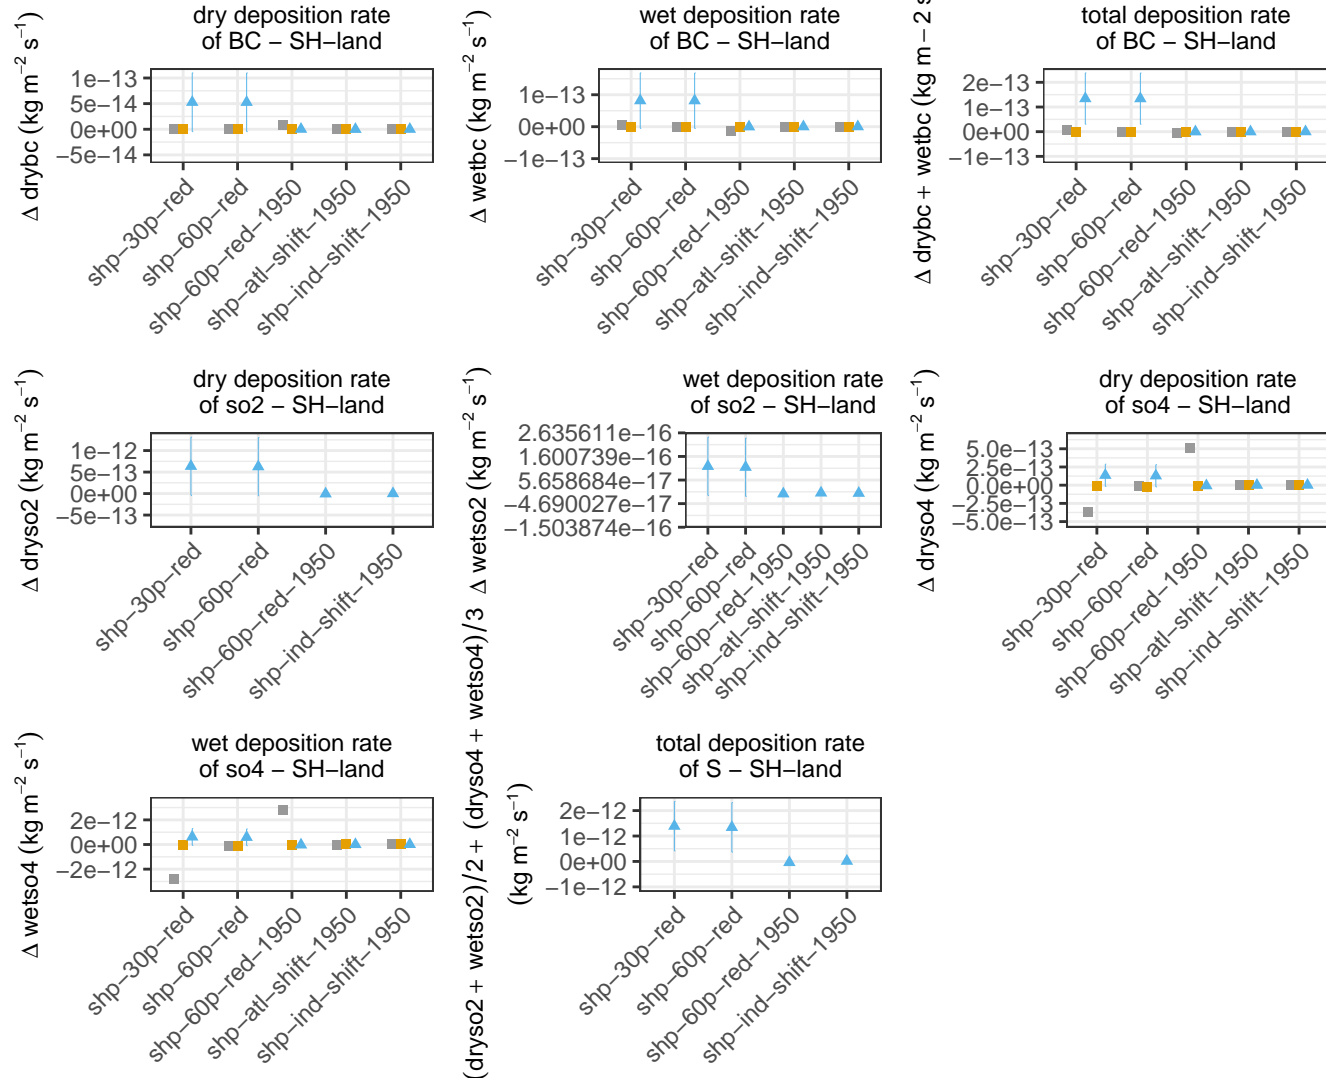 dry deposition rate
of BC − SH−land
Δ drybc (kg m−2 s−1)
1e−13
5e−14
0e+00
−5e−14
shp−30p−red
shp−60p−red
shp−60p−red−1950
shp−atl−shift−1950
shp−ind−shift−1950
wet deposition rate
of BC − SH−land
Δ wetbc (kg m−2 s−1)
1e−13
0e+00
−1e−13
shp−30p−red
shp−60p−red
shp−60p−red−1950
shp−atl−shift−1950
shp−ind−shift−1950
total deposition rate
of BC − SH−land
Δ drybc + wetbc (kg m − 2 s
2e−13
1e−13
0e+00
−1e−13
shp−30p−red
shp−60p−red
shp−60p−red−1950
shp−atl−shift−1950
shp−ind−shift−1950
dry deposition rate
of so2 − SH−land
Δ dryso2 (kg m−2 s−1)
1e−12
5e−13
0e+00
−5e−13
shp−30p−red
shp−60p−red
shp−60p−red−1950
shp−ind−shift−1950
wet deposition rate
of so2 − SH−land
Δ wetso2 (kg m−2 s−1)
2.635611e−16
1.600739e−16
5.658684e−17
−4.690027e−17
−1.503874e−16
shp−30p−red
shp−60p−red
shp−60p−red−1950
shp−atl−shift−1950
shp−ind−shift−1950
dry deposition rate
of so4 − SH−land
Δ dryso4 (kg m−2 s−1)
5.0e−13
2.5e−13
0.0e+00
−2.5e−13
−5.0e−13
shp−30p−red
shp−60p−red
shp−60p−red−1950
shp−atl−shift−1950
shp−ind−shift−1950
wet deposition rate
of so4 − SH−land
Δ wetso4 (kg m−2 s−1)
2e−12
0e+00
−2e−12
shp−30p−red
shp−60p−red
shp−60p−red−1950
shp−atl−shift−1950
shp−ind−shift−1950
total deposition rate
of S − SH−land
(dryso2 + wetso2)/2 + (dryso4 + wetso4)/3
(kg m−2 s−1)
2e−12
1e−12
0e+00
−1e−12
shp−30p−red
shp−60p−red
shp−60p−red−1950
shp−ind−shift−1950